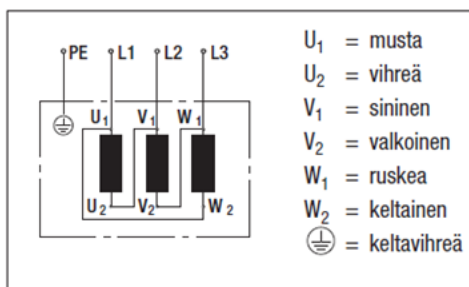 PE L1 L2 L3
U₁ V₁ W₁
U₂ V₂ W₂
U₁ = musta
U₂ = vihreä
V₁ = sininen
V₂ = valkoinen
W₁ = ruskea
W₂ = keltainen
= keltavihreä